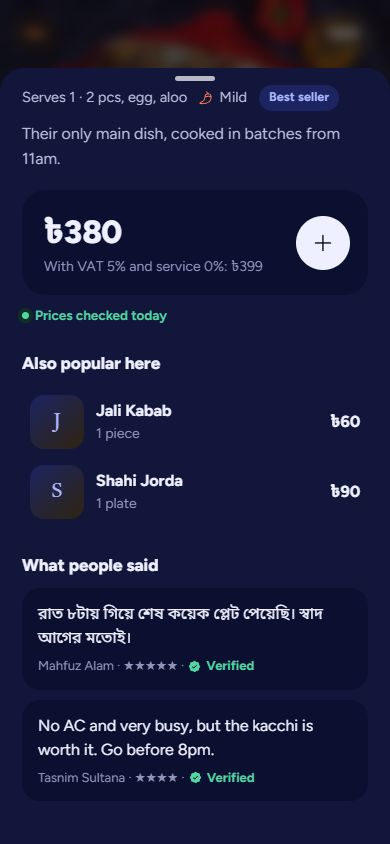 Serves 1 · 2 pcs, egg, aloo Mild Best seller
Their only main dish, cooked in batches from
11am.
৳380
With VAT 5% and service 0%: ৳399
Prices checked today
Also popular here
J Jali Kabab ৳60
1 piece
S Shahi Jorda ৳90
1 plate
What people said
রাত ৮টায় গিয়ে শেষ কয়েক প্লেট পেয়েছি। স্বাদ
আগের মতোই।
Mahfuz Alam · ★★★★★ · Verified
No AC and very busy, but the kacchi is
worth it. Go before 8pm.
Tasnim Sultana · ★★★★ · Verified